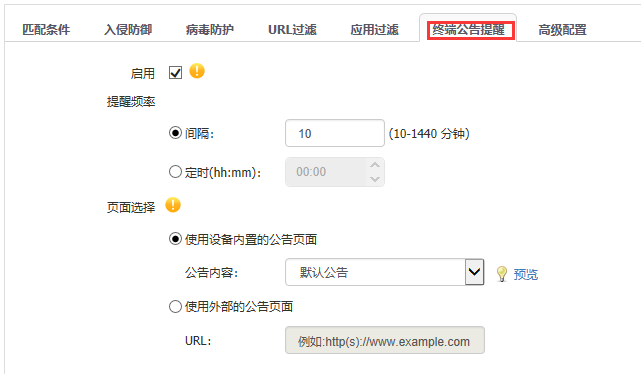 匹配条件 入侵防御 病毒防护 URL过滤 应用过滤 终端公告提醒 高级配置
启用
提醒频率
间隔： 10 (10-1440 分钟)
定时(hh:mm)： 00:00
页面选择
使用设备内置的公告页面
公告内容： 默认公告 预览
使用外部的公告页面
URL： 例如:http(s)://www.example.com